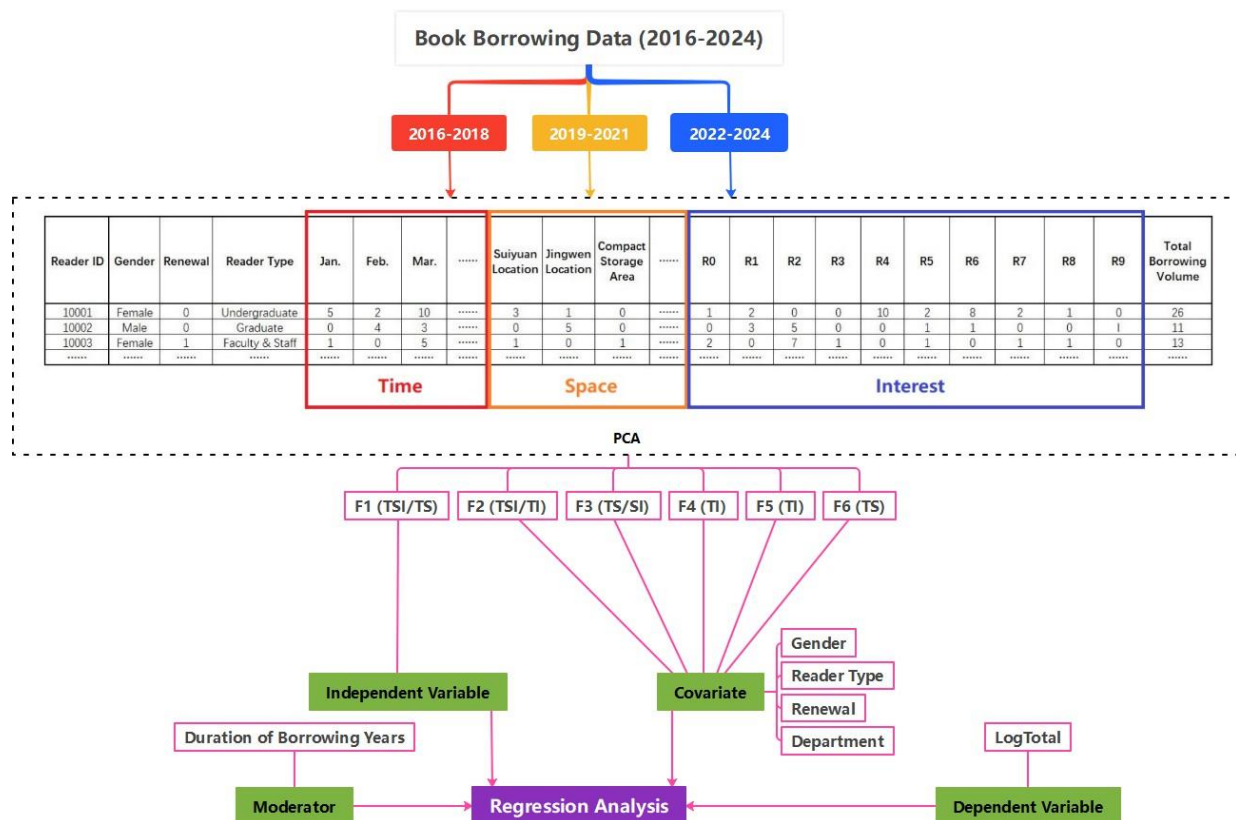 Book Borrowing Data (2016-2024)
2016-2018 2019-2021 2022-2024
Reader ID Gender Renewal Reader Type Jan. Feb. Mar. ...... Suiyuan Location Jingwen Location Compact Storage Area ...... R0 R1 R2 R3 R4 R5 R6 R7 R8 R9 Total Borrowing Volume
10001 Female 0 Undergraduate 5 2 10 ...... 3 1 0 ...... 1 2 0 0 10 2 8 2 1 0 26
10002 Male 0 Graduate 0 4 3 ...... 0 5 0 ...... 0 3 5 0 0 1 1 0 0 I 11
10003 Female 1 Faculty & Staff 1 0 5 ...... 1 0 1 ...... 2 0 7 1 0 1 0 1 1 0 13
...... ...... ...... ...... ...... ...... ...... ...... ...... ...... ...... ...... ...... ...... ...... ...... ...... ...... ...... ...... ...... ...... ......
Time Space Interest
PCA
F1 (TSI/TS) F2 (TSI/TI) F3 (TS/SI) F4 (TI) F5 (TI) F6 (TS)
Gender
Reader Type
Independent Variable Covariate
Renewal
Duration of Borrowing Years Department LogTotal
Moderator Regression Analysis Dependent Variable